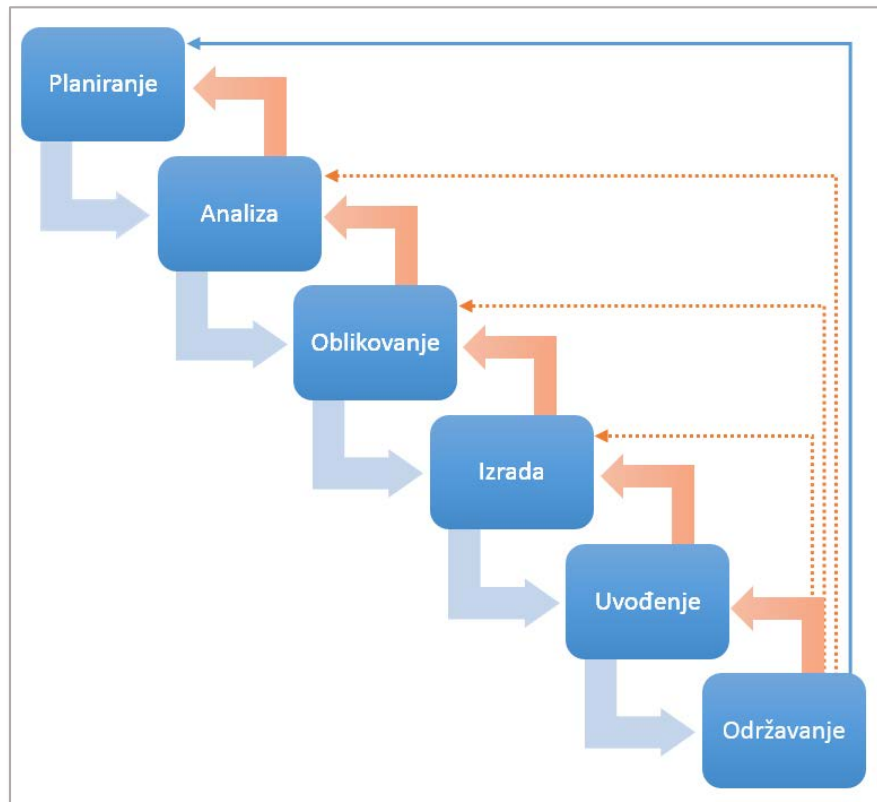 Planiranje
Analiza
Oblikovanje
Izrada
Uvođenje
Održavanje